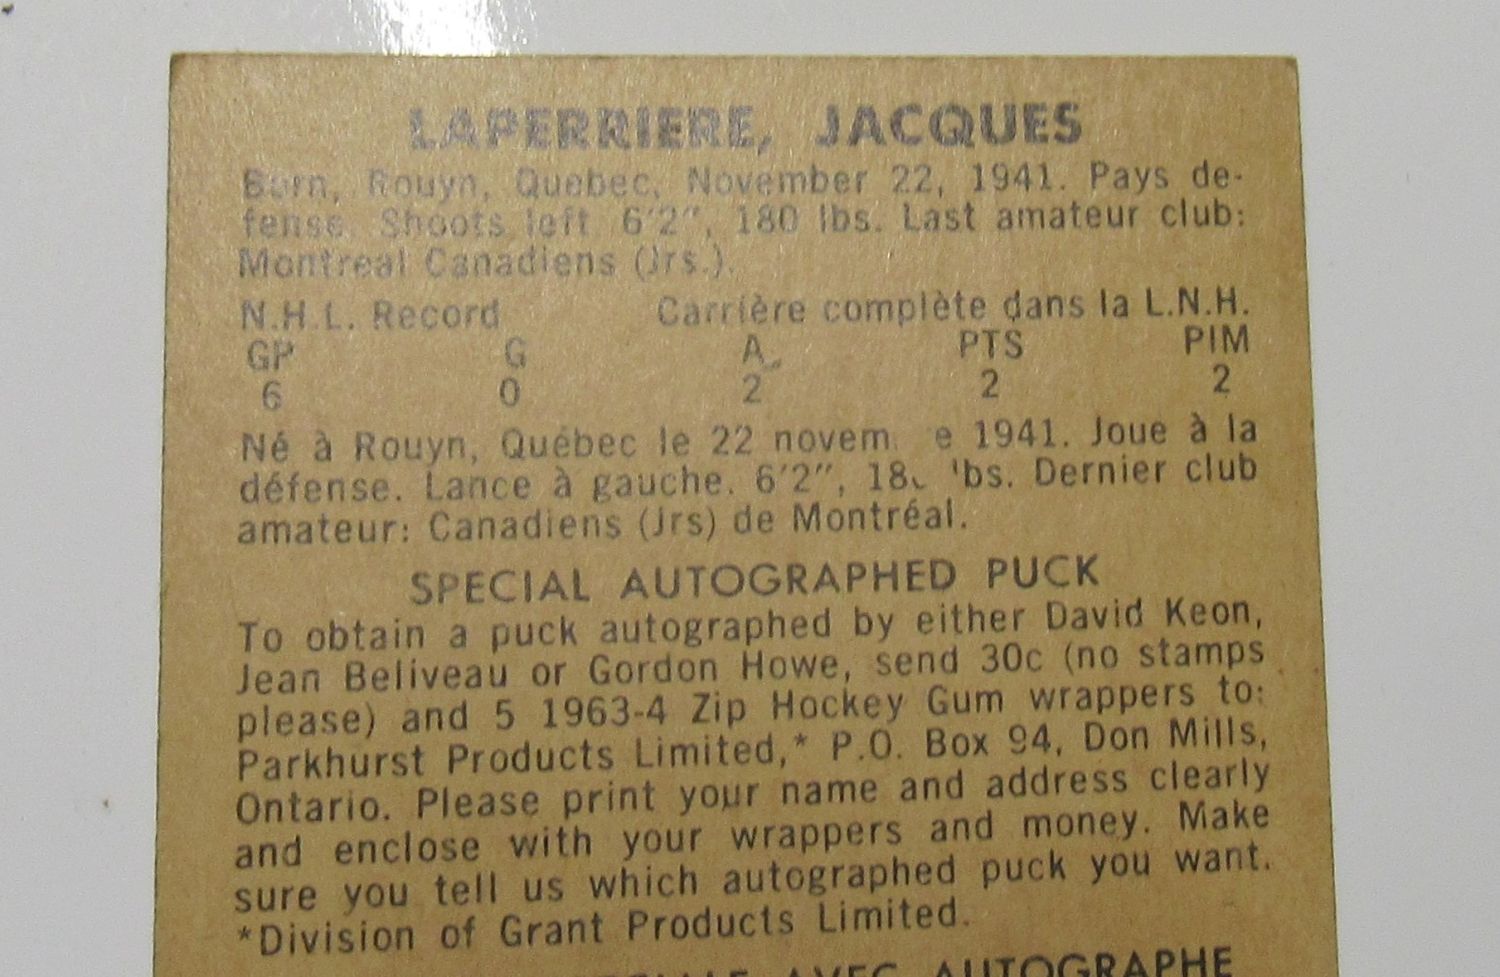 LAPERRIERE, JACQUES
Born, Rouyn, Quebec, November 22, 1941. Pays de-
fense. Shoots left 6'2", 180 lbs. Last amateur club:
Montreal Canadiens (Jrs.).
N.H.L. Record Carrière complète dans la L.N.H.
GP G A PTS PIM
6 0 2 2 2
Né à Rouyn, Québec le 22 novem e 1941. Joue à la
défense. Lance à gauche. 6'2", 18 bs. Dernier club
amateur: Canadiens (Jrs) de Montréal.
SPECIAL AUTOGRAPHED PUCK
To obtain a puck autographed by either David Keon,
Jean Beliveau or Gordon Howe, send 30c (no stamps
please) and 5 1963-4 Zip Hockey Gum wrappers to:
Parkhurst Products Limited,* P.O. Box 94, Don Mills,
Ontario. Please print your name and address clearly
and enclose with your wrappers and money. Make
sure you tell us which autographed puck you want.
*Division of Grant Products Limited.
AVEC AUTOGRAPHE